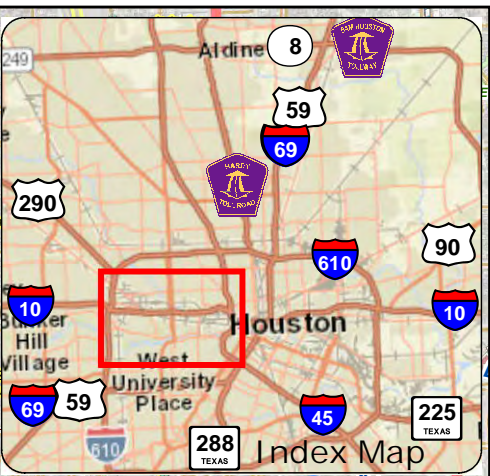 Aldine
8
SAM HOUSTON
TOLLWAY
249
59
69
HARDY
TOLL ROAD
290
90
610
10
10
Houston
Bunker
Hill
Village
West
University
Place
69
59
45
225
TEXAS
610
288
TEXAS
Index Map